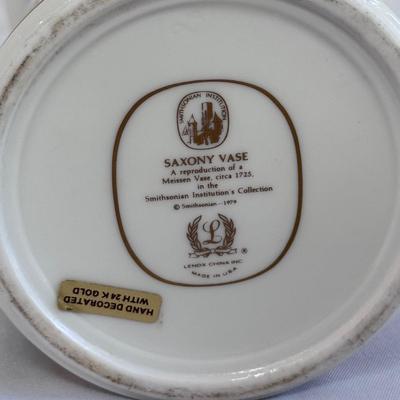 SMITHSONIAN INSTITUTION
SAXONY VASE
A reproduction of a
Meissen Vase, circa 1725,
in the
Smithsonian Institution's Collection
© Smithsonian—1979
L ®
LENOX CHINA INC
MADE IN U.S.A.
HAND DECORATED
WITH 24 K GOLD